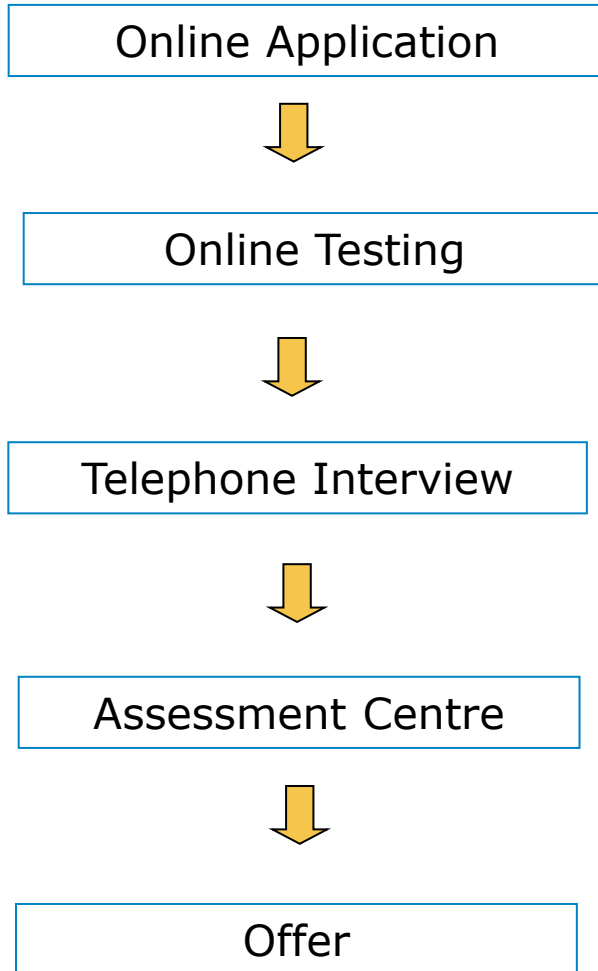 Online Application
Online Testing
Telephone Interview
Assessment Centre
Offer